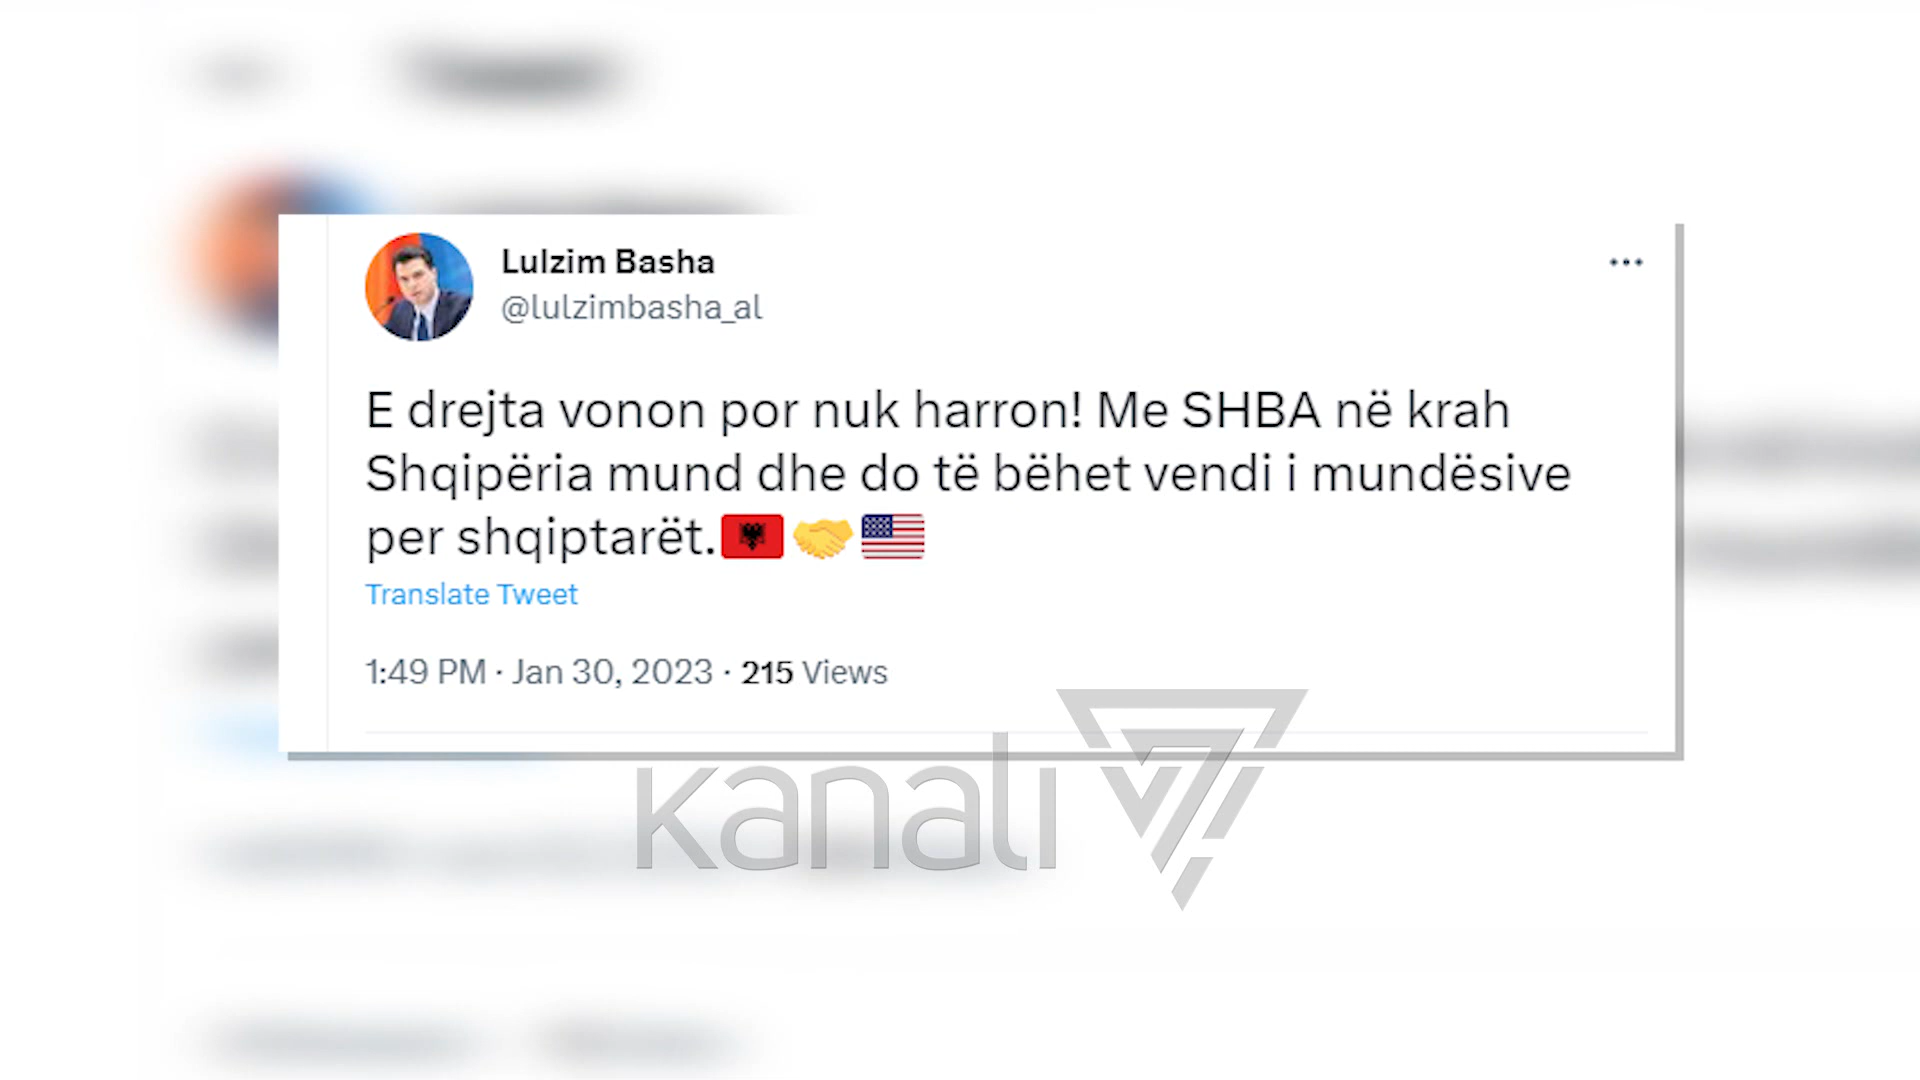 Lulzim Basha
@lulzimbasha_al
E drejta vonon por nuk harron! Me SHBA në krah
Shqipëria mund dhe do të bëhet vendi i mundësive
per shqiptarët.🇦🇱🤝🇺🇸
Translate Tweet
1:49 PM · Jan 30, 2023 · 215 Views
kanali 7